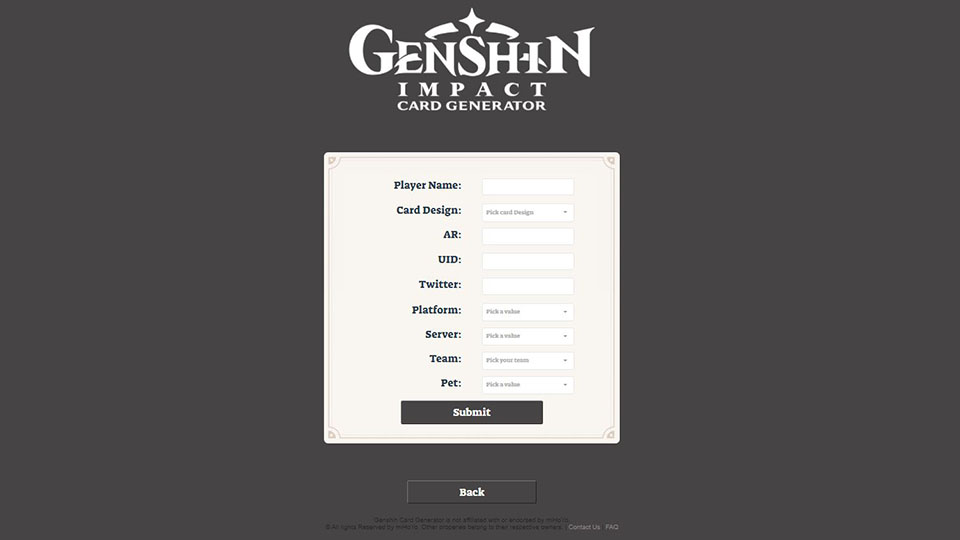 GENSHIN
IMPACT
CARD GENERATOR
Player Name:
Card Design: Pick card Design
AR:
UID:
Twitter:
Platform: Pick a value
Server: Pick a value
Team: Pick your team
Pet: Pick a value
Submit
Back
Genshin Card Generator is not affiliated with or endorsed by miHoYo.
© All rights Reserved by miHoYo. Other properties belong to their respective owners. | Contact Us | FAQ